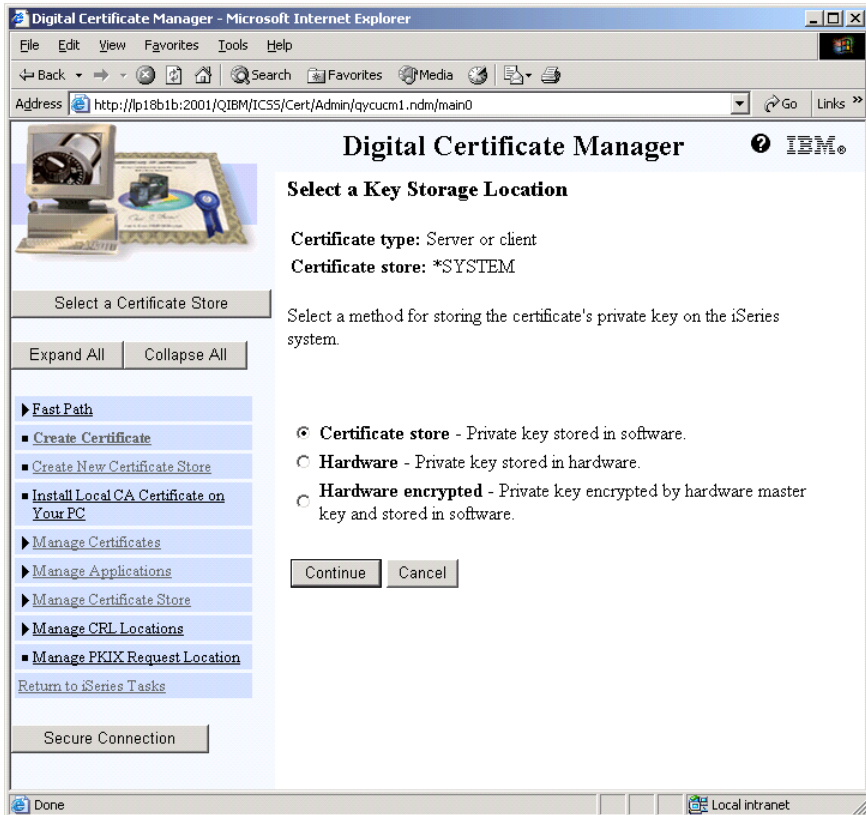 Digital Certificate Manager - Microsoft Internet Explorer
File Edit View Favorites Tools Help
Back Search Favorites Media
Address http://lp18b1b:2001/QIBM/ICSS/Cert/Admin/qycucm1.ndm/main0 Go Links »
Digital Certificate Manager ? IBM®
Select a Certificate Store
Expand All Collapse All
Fast Path
Create Certificate
Create New Certificate Store
Install Local CA Certificate on
Your PC
Manage Certificates
Manage Applications
Manage Certificate Store
Manage CRL Locations
Manage PKIX Request Location
Return to iSeries Tasks
Secure Connection
Select a Key Storage Location
Certificate type: Server or client
Certificate store: *SYSTEM
Select a method for storing the certificate's private key on the iSeries
system.
Certificate store - Private key stored in software.
Hardware - Private key stored in hardware.
Hardware encrypted - Private key encrypted by hardware master
key and stored in software.
Continue Cancel
Done Local intranet